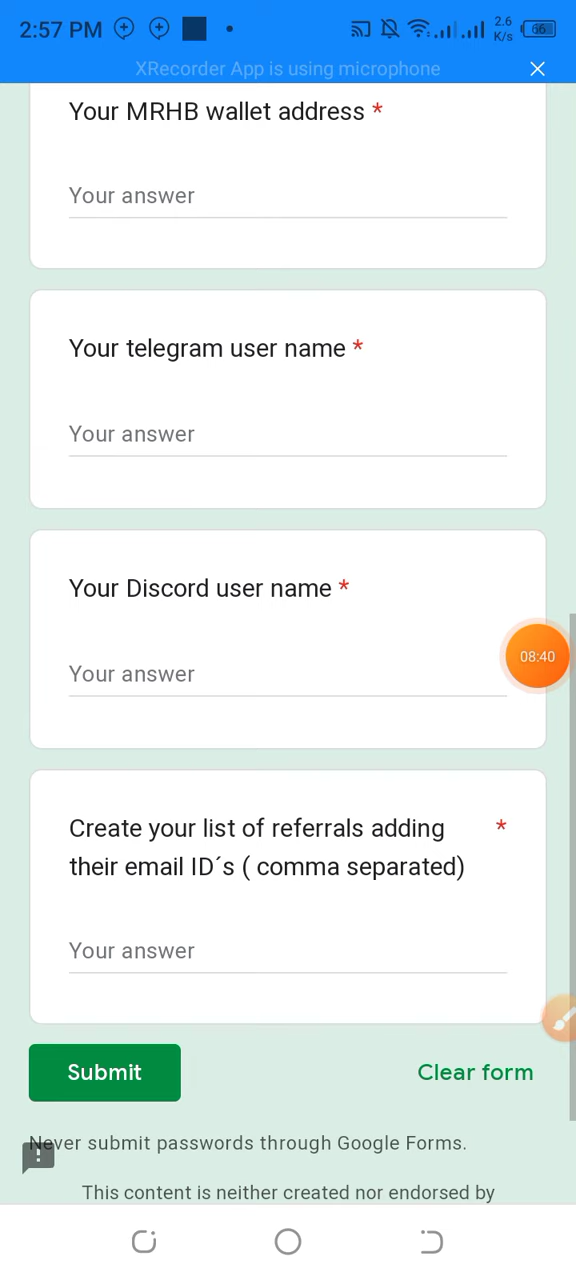 2:57 PM
2.6
K/s
66
XRecorder App is using microphone
Your MRHB wallet address *
Your answer
Your telegram user name *
Your answer
Your Discord user name *
Your answer
08:40
Create your list of referrals adding *
their email ID´s ( comma separated)
Your answer
Submit
Clear form
Never submit passwords through Google Forms.
This content is neither created nor endorsed by